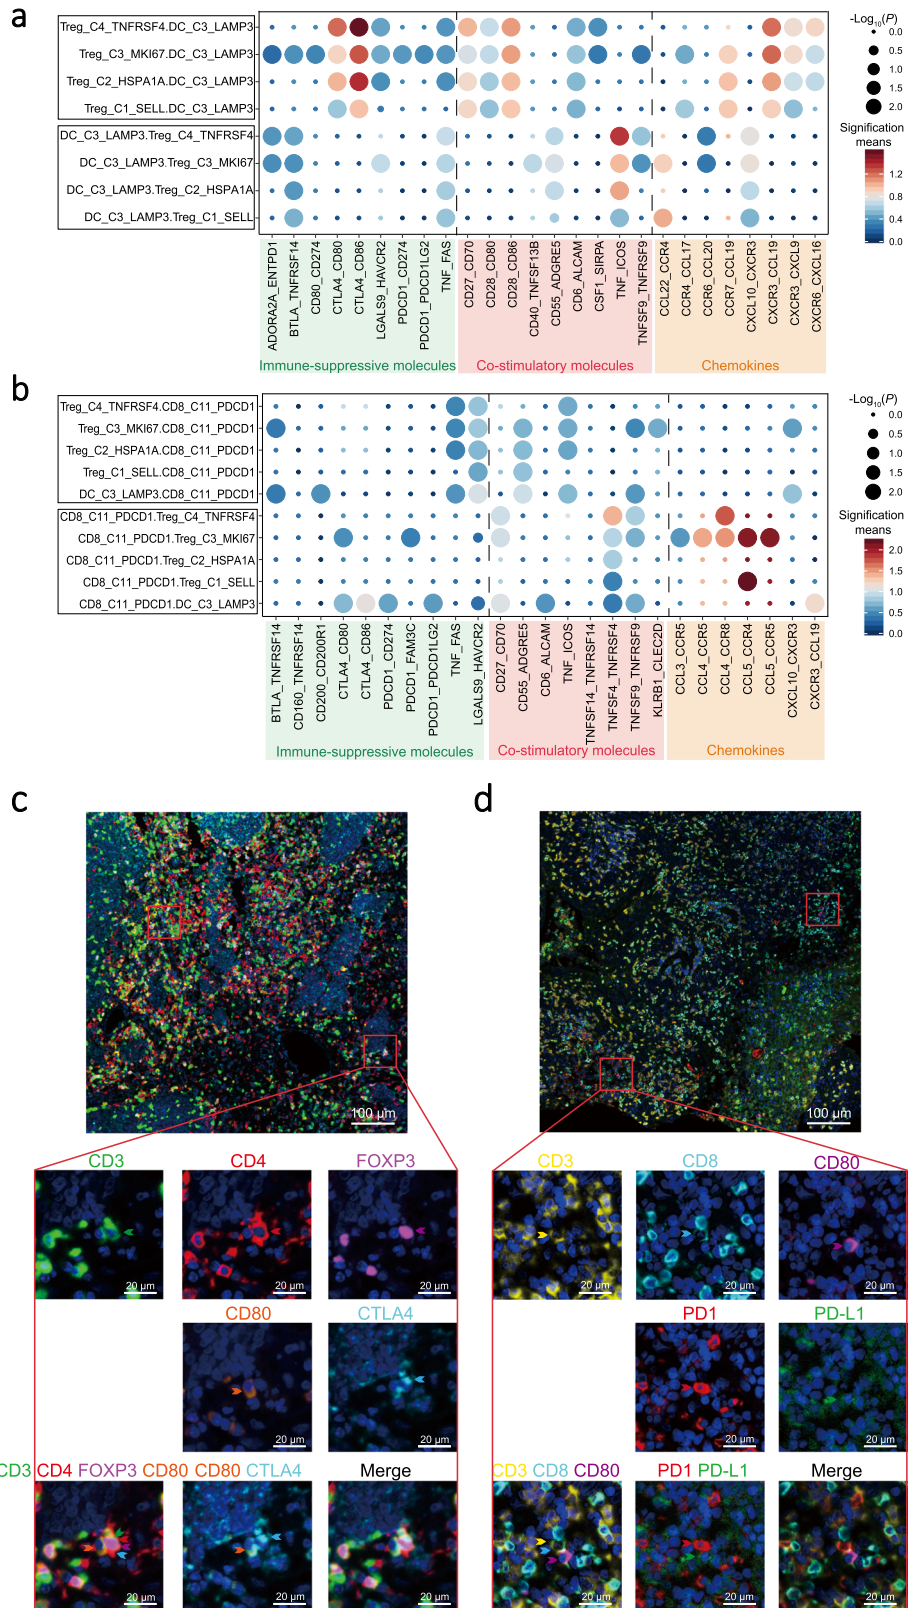 a
Treg_C4_TNFRSF4.DC_C3_LAMP3
Treg_C3_MKI67.DC_C3_LAMP3
Treg_C2_HSPA1A.DC_C3_LAMP3
Treg_C1_SELL.DC_C3_LAMP3
DC_C3_LAMP3.Treg_C4_TNFRSF4
DC_C3_LAMP3.Treg_C3_MKI67
DC_C3_LAMP3.Treg_C2_HSPA1A
DC_C3_LAMP3.Treg_C1_SELL
ADORA2A_ENTPD1
BTLA_TNFRSF14
CD80_CD274
CTLA4_CD80
CTLA4_CD86
LGALS9_HAVCR2
PDCD1_CD274
PDCD1_PDCD1LG2
TNF_FAS
CD27_CD70
CD28_CD80
CD28_CD86
CD40_TNFSF13B
CD55_ADGRE5
CD6_ALCAM
CSF1_SIRPA
TNF_ICOS
TNFSF9_TNFRSF9
CCL22_CCR4
CCR4_CCL17
CCR6_CCL20
CCR7_CCL19
CXCL10_CXCR3
CXCR3_CCL19
CXCR3_CXCL9
CXCR6_CXCL16
Immune-suppressive molecules
Co-stimulatory molecules
Chemokines
-Log10(P)
0.0
0.5
1.0
1.5
2.0
Signification
means
1.2
0.8
0.4
0.0
b
Treg_C4_TNFRSF4.CD8_C11_PDCD1
Treg_C3_MKI67.CD8_C11_PDCD1
Treg_C2_HSPA1A.CD8_C11_PDCD1
Treg_C1_SELL.CD8_C11_PDCD1
DC_C3_LAMP3.CD8_C11_PDCD1
CD8_C11_PDCD1.Treg_C4_TNFRSF4
CD8_C11_PDCD1.Treg_C3_MKI67
CD8_C11_PDCD1.Treg_C2_HSPA1A
CD8_C11_PDCD1.Treg_C1_SELL
CD8_C11_PDCD1.DC_C3_LAMP3
BTLA_TNFRSF14
CD160_TNFRSF14
CD200_CD200R1
CTLA4_CD80
CTLA4_CD86
PDCD1_CD274
PDCD1_FAM3C
PDCD1_PDCD1LG2
TNF_FAS
LGALS9_HAVCR2
CD27_CD70
CD55_ADGRE5
CD6_ALCAM
TNF_ICOS
TNFSF14_TNFRSF14
TNFSF4_TNFRSF4
TNFSF9_TNFRSF9
KLRB1_CLEC2D
CCL3_CCR5
CCL4_CCR5
CCL4_CCR8
CCL5_CCR4
CCL5_CCR5
CXCL10_CXCR3
CXCR3_CCL19
Immune-suppressive molecules
Co-stimulatory molecules
Chemokines
-Log10(P)
0.0
0.5
1.0
1.5
2.0
Signification
means
2.0
1.5
1.0
0.5
0.0
c
100 μm
CD3
CD4
FOXP3
20 μm
20 μm
20 μm
CD80
CTLA4
20 μm
20 μm
CD3 CD4 FOXP3 CD80 CD80 CTLA4
Merge
20 μm
20 μm
20 μm
d
100 μm
CD3
CD8
CD80
20 μm
20 μm
20 μm
PD1
PD-L1
20 μm
20 μm
CD3 CD8 CD80
PD1 PD-L1
Merge
20 μm
20 μm
20 μm